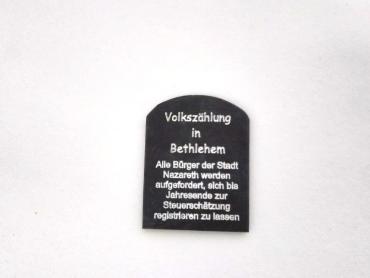 Volkszählung
in
Bethlehem
Alle Bürger der Stadt
Nazareth werden
aufgefordert, sich bis
Jahresende zur
Steuerschätzung
registrieren zu lassen